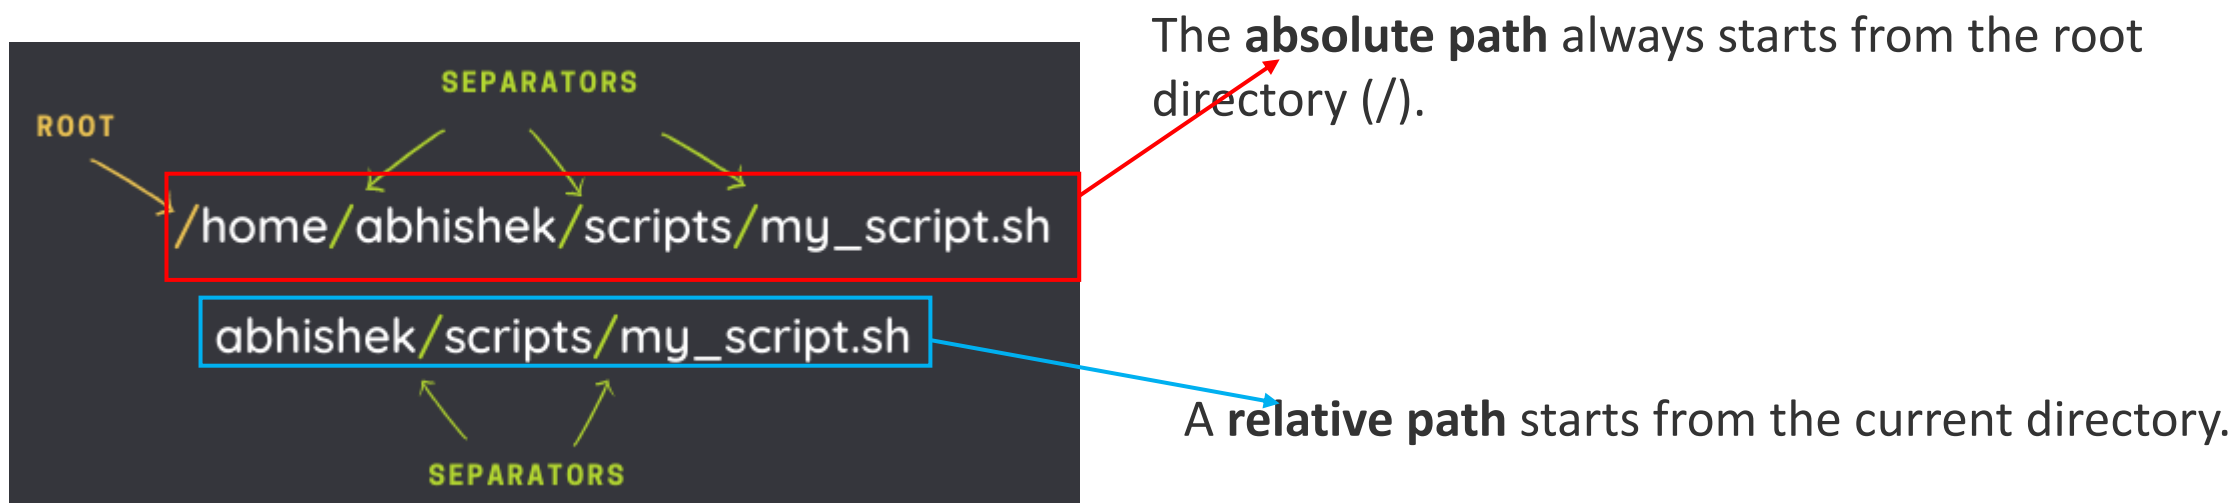 The absolute path always starts from the root
directory (/).
SEPARATORS
ROOT
/home/abhishek/scripts/my_script.sh
abhishek/scripts/my_script.sh
A relative path starts from the current directory.
SEPARATORS